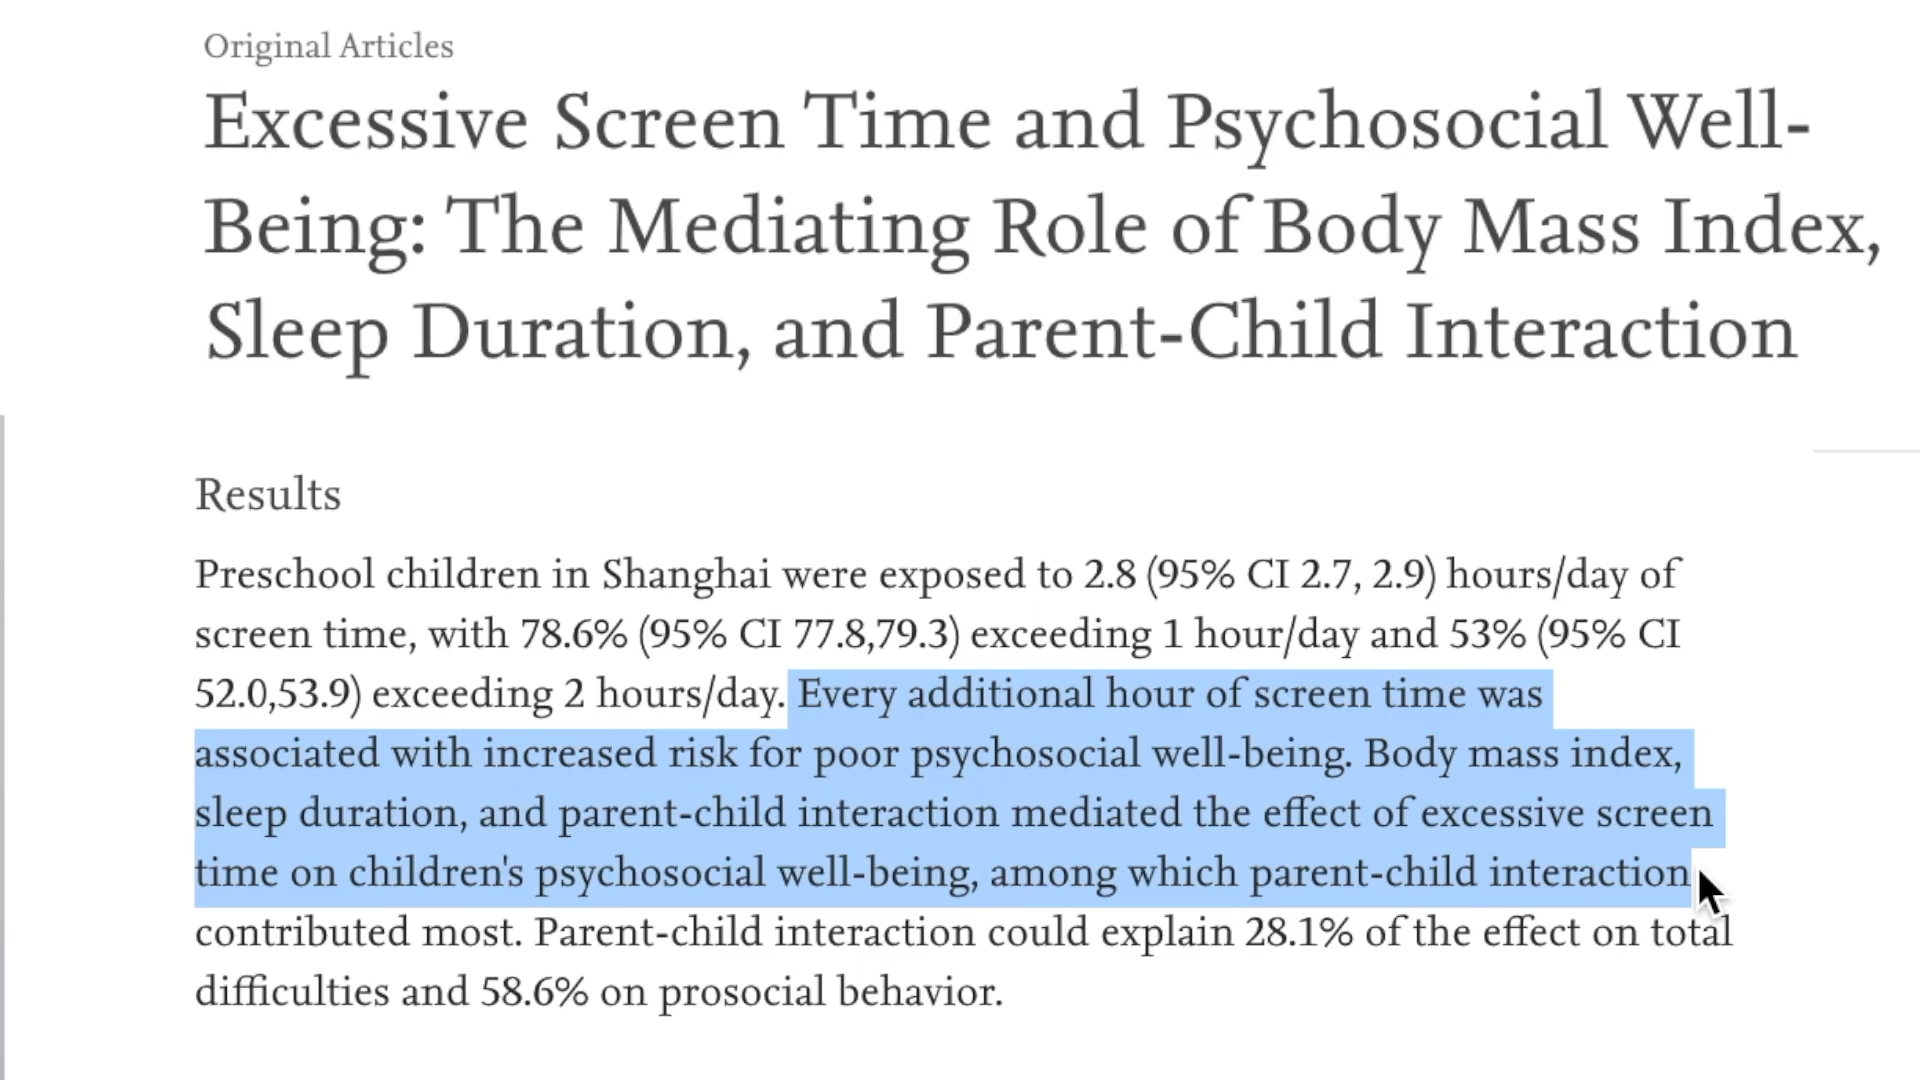 Original Articles
Excessive Screen Time and Psychosocial Well-
Being: The Mediating Role of Body Mass Index,
Sleep Duration, and Parent-Child Interaction
Results
Preschool children in Shanghai were exposed to 2.8 (95% CI 2.7, 2.9) hours/day of
screen time, with 78.6% (95% CI 77.8,79.3) exceeding 1 hour/day and 53% (95% CI
52.0,53.9) exceeding 2 hours/day. Every additional hour of screen time was
associated with increased risk for poor psychosocial well-being. Body mass index,
sleep duration, and parent-child interaction mediated the effect of excessive screen
time on children's psychosocial well-being, among which parent-child interaction
contributed most. Parent-child interaction could explain 28.1% of the effect on total
difficulties and 58.6% on prosocial behavior.